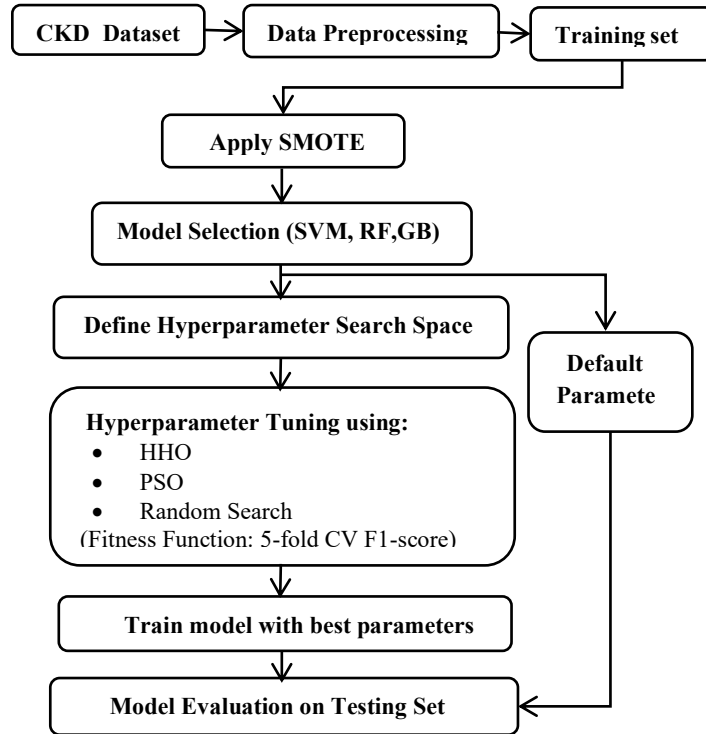 CKD Dataset
Data Preprocessing
Training set
Apply SMOTE
Model Selection (SVM, RF,GB)
Define Hyperparameter Search Space
Default
Paramete
Hyperparameter Tuning using:
• HHO
• PSO
• Random Search
(Fitness Function: 5-fold CV F1-score)
Train model with best parameters
Model Evaluation on Testing Set